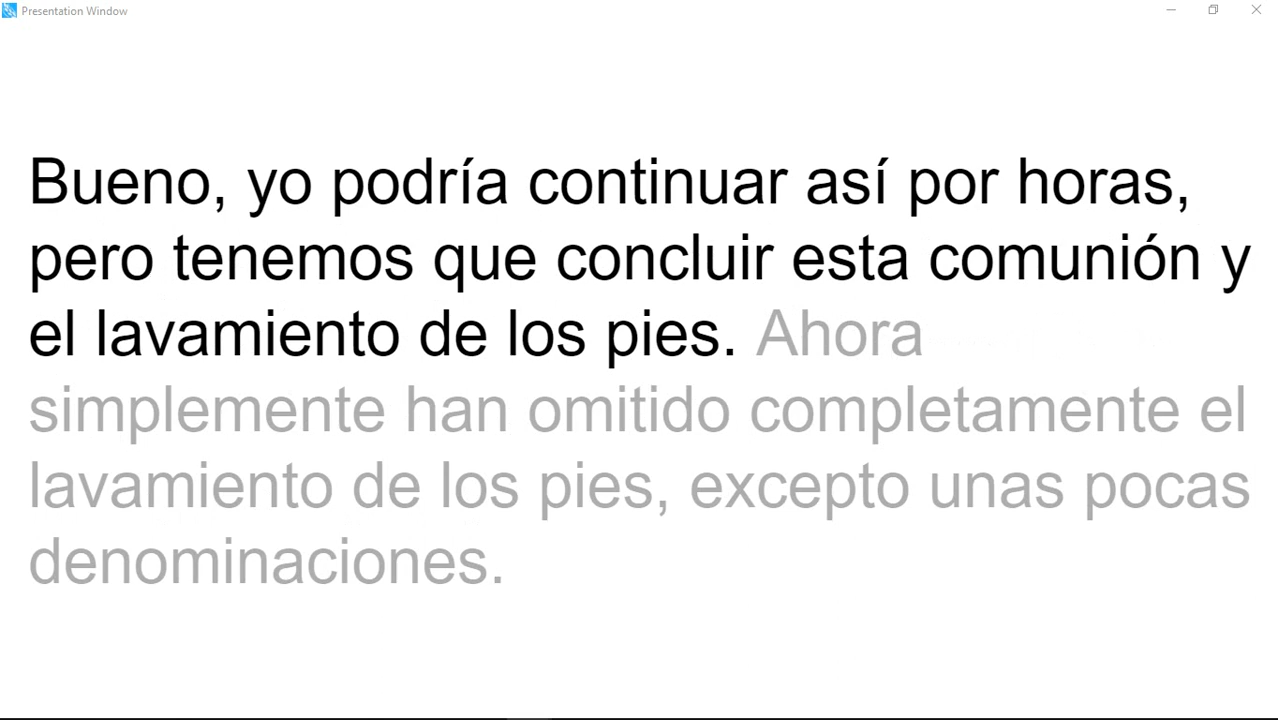 Presentation Window
Bueno, yo podría continuar así por horas,
pero tenemos que concluir esta comunión y
el lavamiento de los pies. Ahora
simplemente han omitido completamente el
lavamiento de los pies, excepto unas pocas
denominaciones.